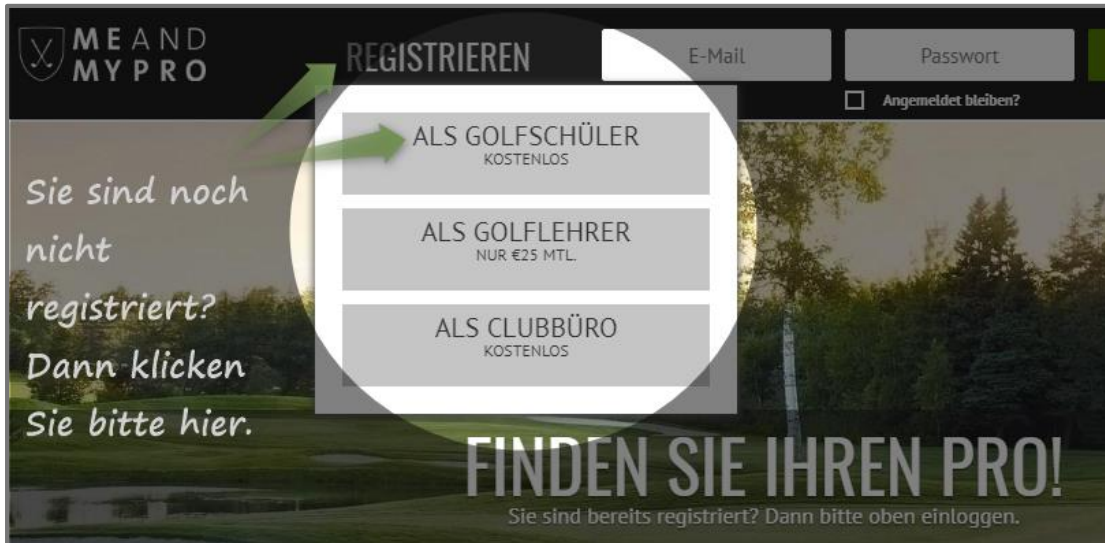 ME AND
MY PRO
REGISTRIEREN
E-Mail
Passwort
Angemeldet bleiben?
ALS GOLFSCHÜLER
KOSTENLOS
ALS GOLFLEHRER
NUR €25 MTL.
ALS CLUBBÜRO
KOSTENLOS
Sie sind noch
nicht
registriert?
Dann klicken
Sie bitte hier.
FINDEN SIE IHREN PRO!
Sie sind bereits registriert? Dann bitte oben einloggen.